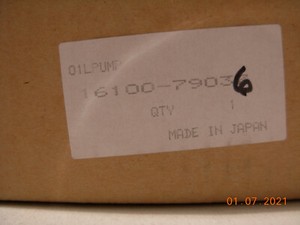 OILPUMP
16100-79036
QTY 1
MADE IN JAPAN
01.07.2021